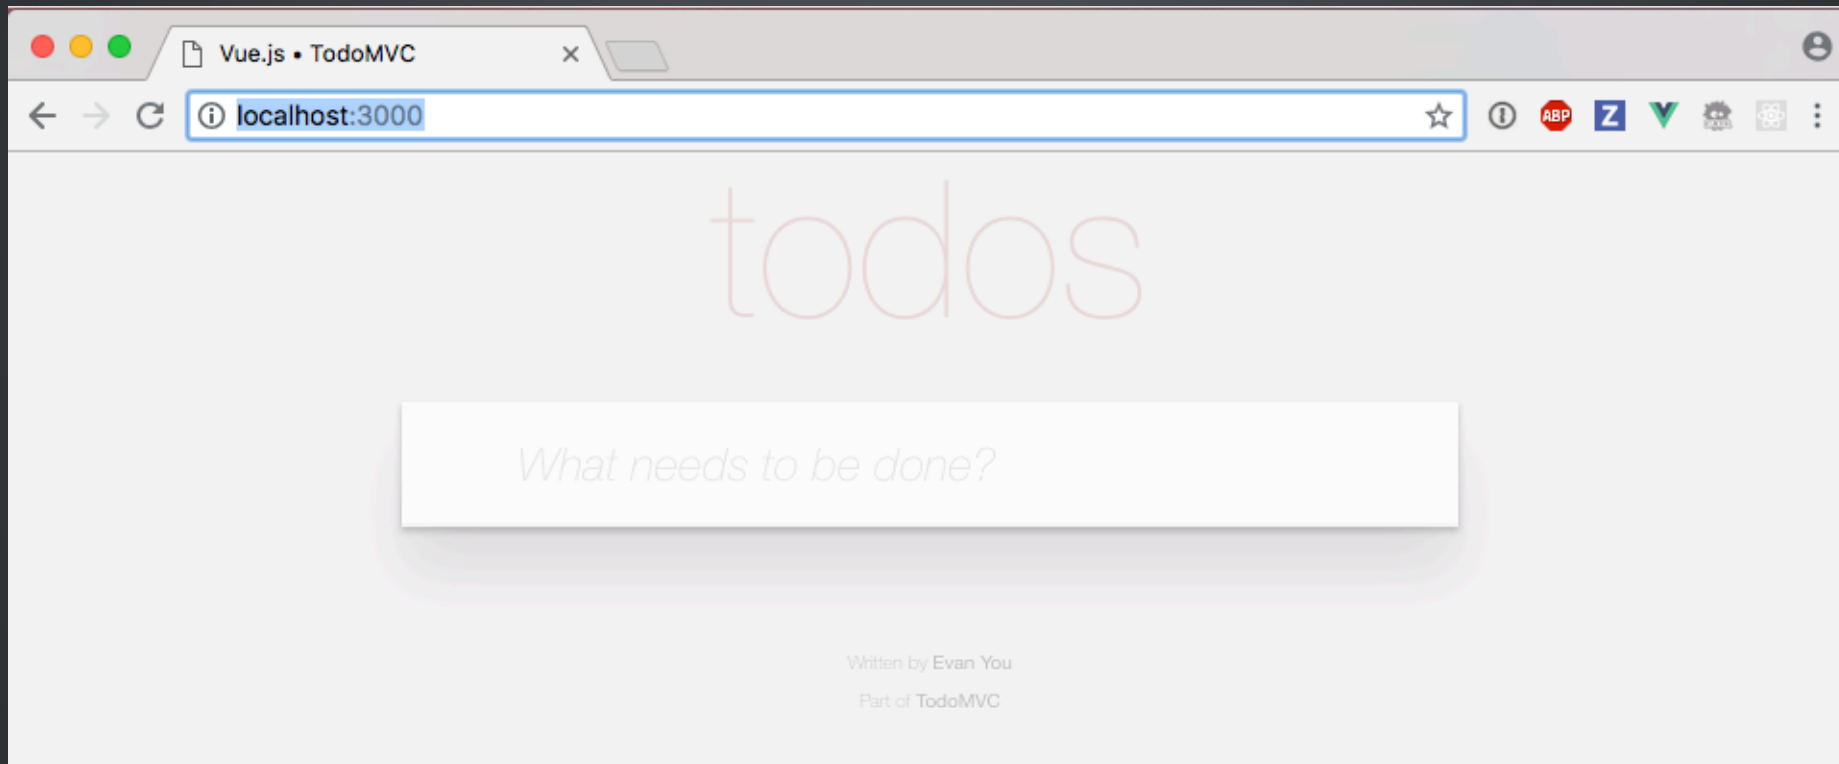 Vue.js • TodoMVC
localhost:3000
ABP
Z
todos
What needs to be done?
Written by Evan You
Part of TodoMVC